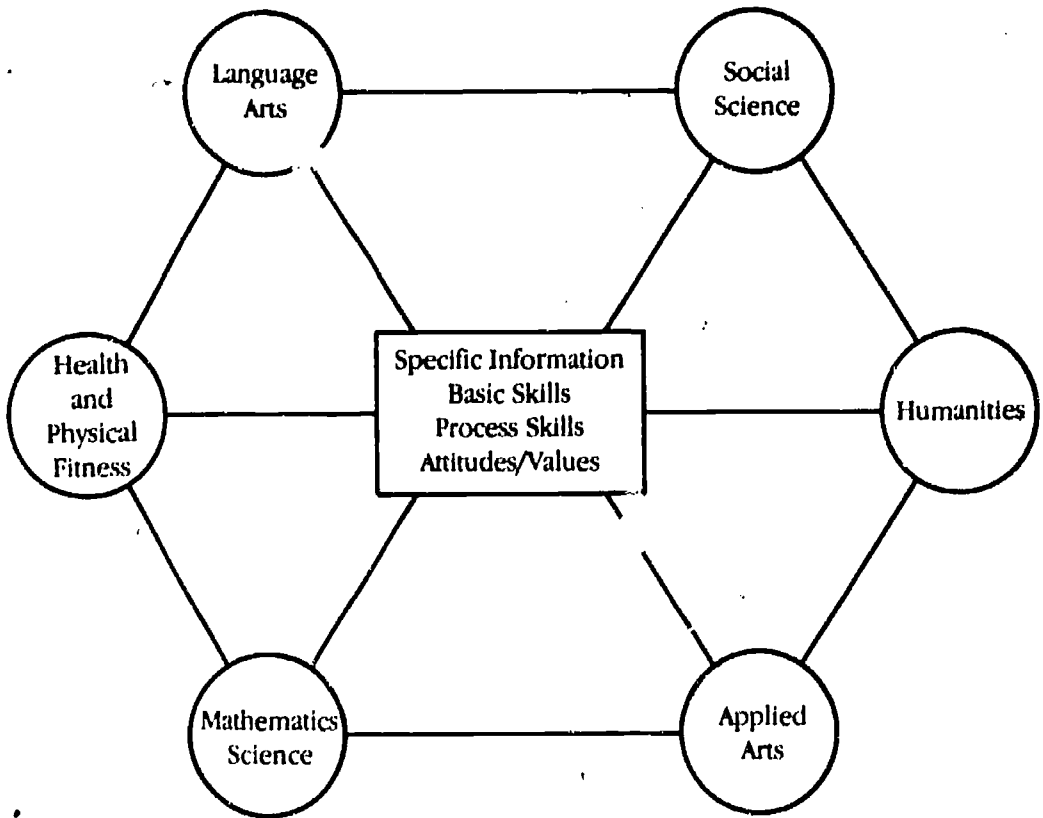 Language
Arts
Social
Science
Health
and
Physical
Fitness
Specific Information
Basic Skills
Process Skills
Attitudes/Values
Humanities
Mathematics
Science
Applied
Arts